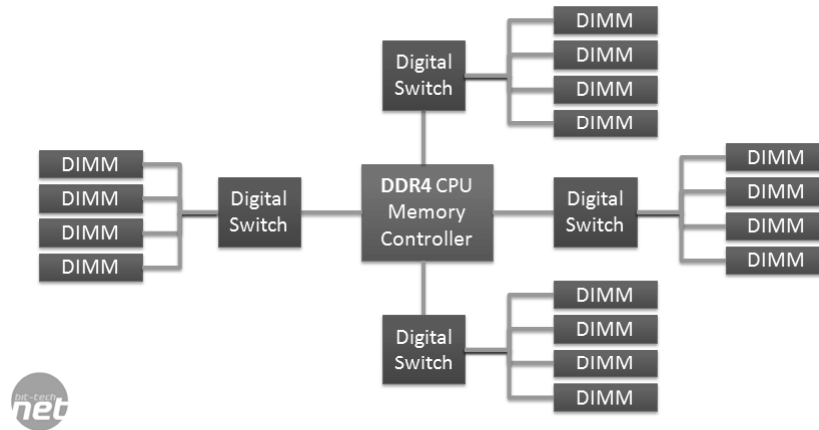 DIMM
DIMM
DIMM
DIMM
Digital
Switch
DIMM
DIMM
DIMM
DIMM
Digital
Switch
DDR4 CPU
Memory
Controller
Digital
Switch
DIMM
DIMM
DIMM
DIMM
Digital
Switch
DIMM
DIMM
DIMM
DIMM
bit-tech
net